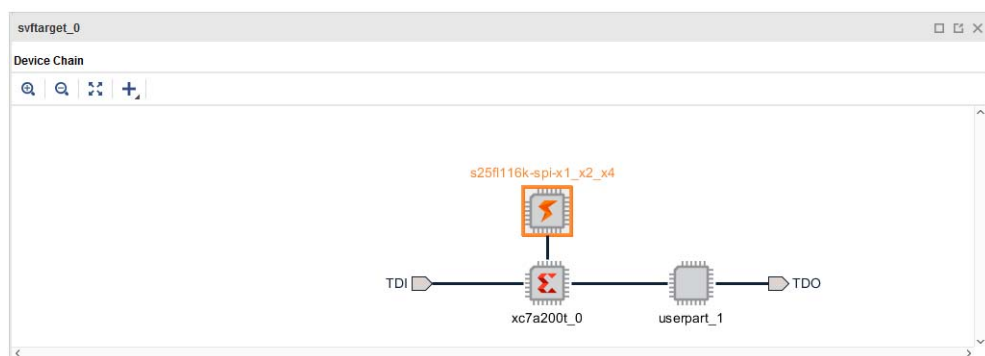 svftarget_0
Device Chain
s25fl116k-spi-x1_x2_x4
TDI
TDO
xc7a200t_0
userpart_1